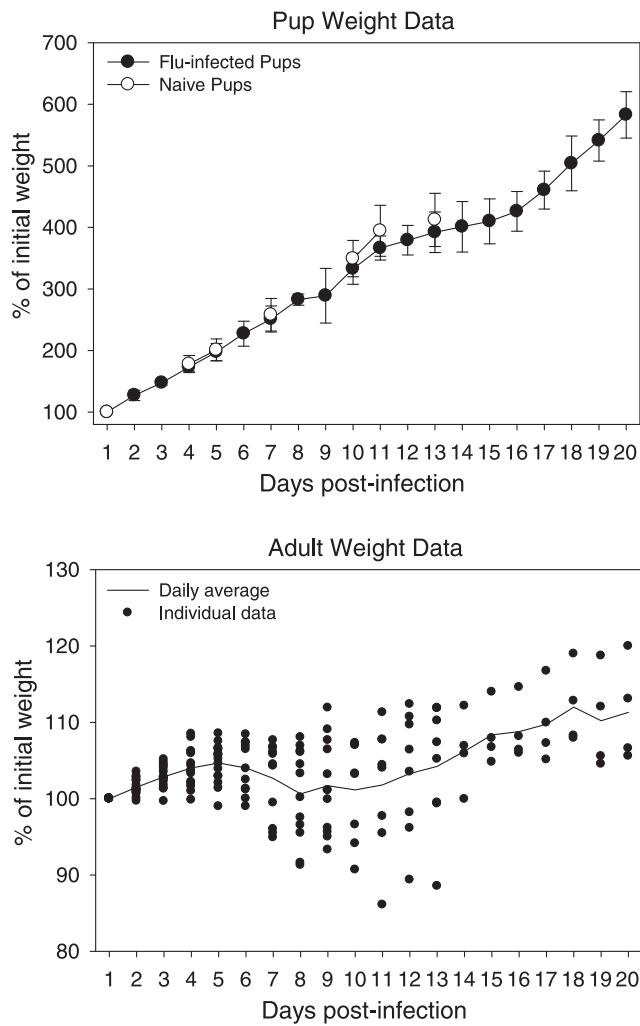 Pup Weight Data
700
600
500
400
300
200
100
% of initial weight
Flu-infected Pups
Naive Pups
1 2 3 4 5 6 7 8 9 10 11 12 13 14 15 16 17 18 19 20
Days post-infection
Adult Weight Data
130
120
110
100
90
80
% of initial weight
Daily average
Individual data
1 2 3 4 5 6 7 8 9 10 11 12 13 14 15 16 17 18 19 20
Days post-infection